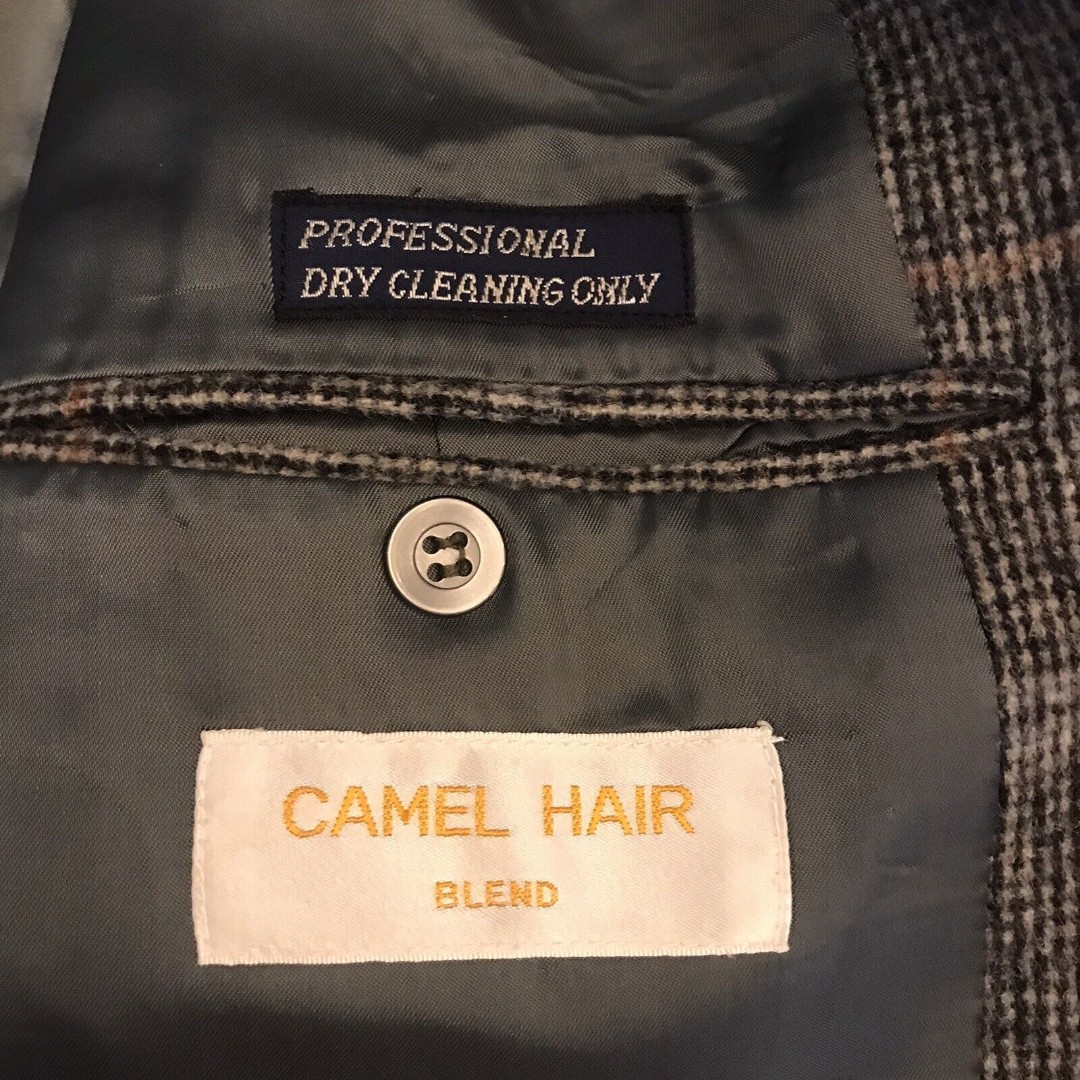 PROFESSIONAL
DRY CLEANING ONLY
CAMEL HAIR
BLEND